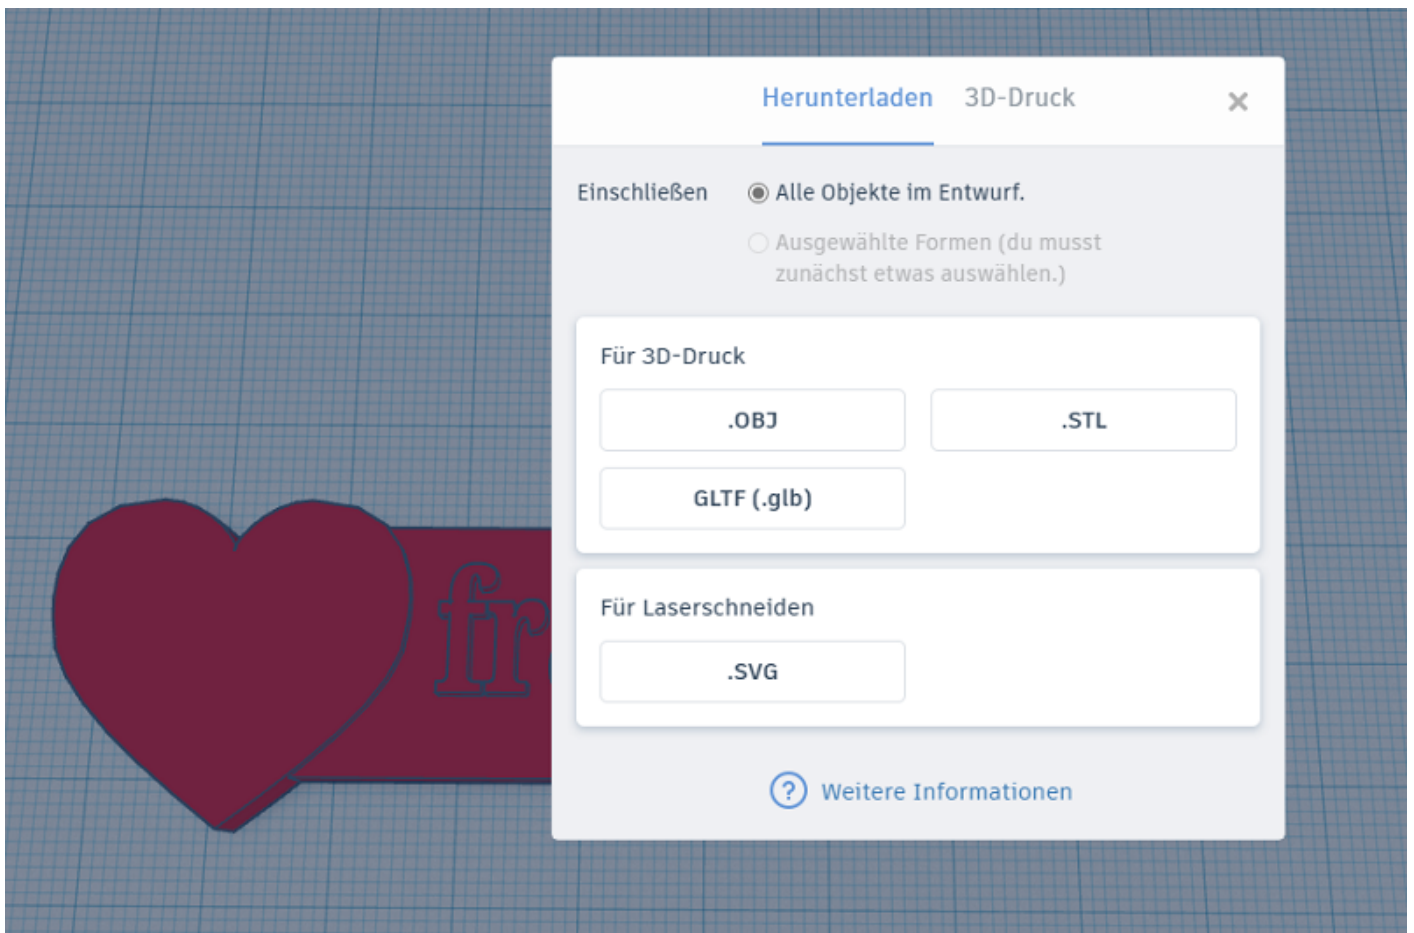 Herunterladen 3D-Druck
Einschließen Alle Objekte im Entwurf.
Ausgewählte Formen (du musst
zunächst etwas auswählen.)
Für 3D-Druck
.OBJ .STL
GLTF (.glb)
fr
Für Laserschneiden
.SVG
? Weitere Informationen